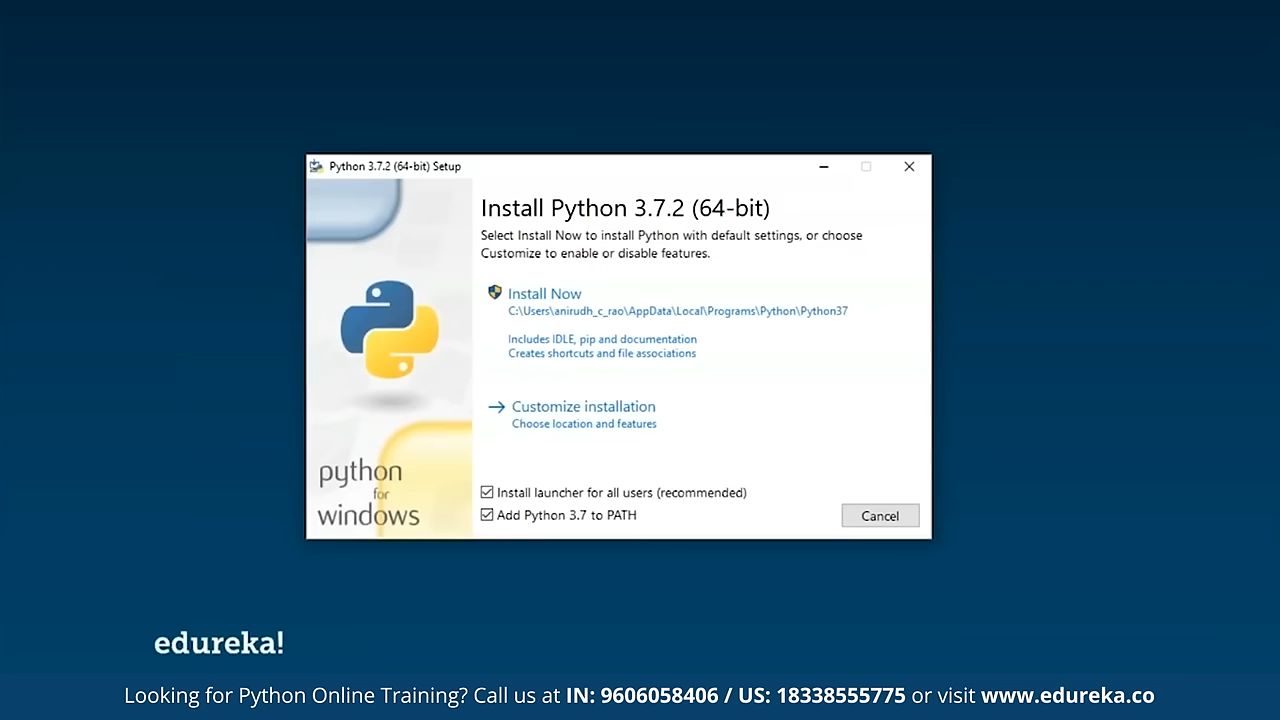 Python 3.7.2 (64-bit) Setup
Install Python 3.7.2 (64-bit)
Select Install Now to install Python with default settings, or choose
Customize to enable or disable features.
Install Now
C:\Users\anirudh_c_rao\AppData\Local\Programs\Python\Python37
Includes IDLE, pip and documentation
Creates shortcuts and file associations
Customize installation
Choose location and features
python
for
windows
Install launcher for all users (recommended)
Add Python 3.7 to PATH
Cancel
edureka!
Looking for Python Online Training? Call us at IN: 9606058406 / US: 18338555775 or visit www.edureka.co